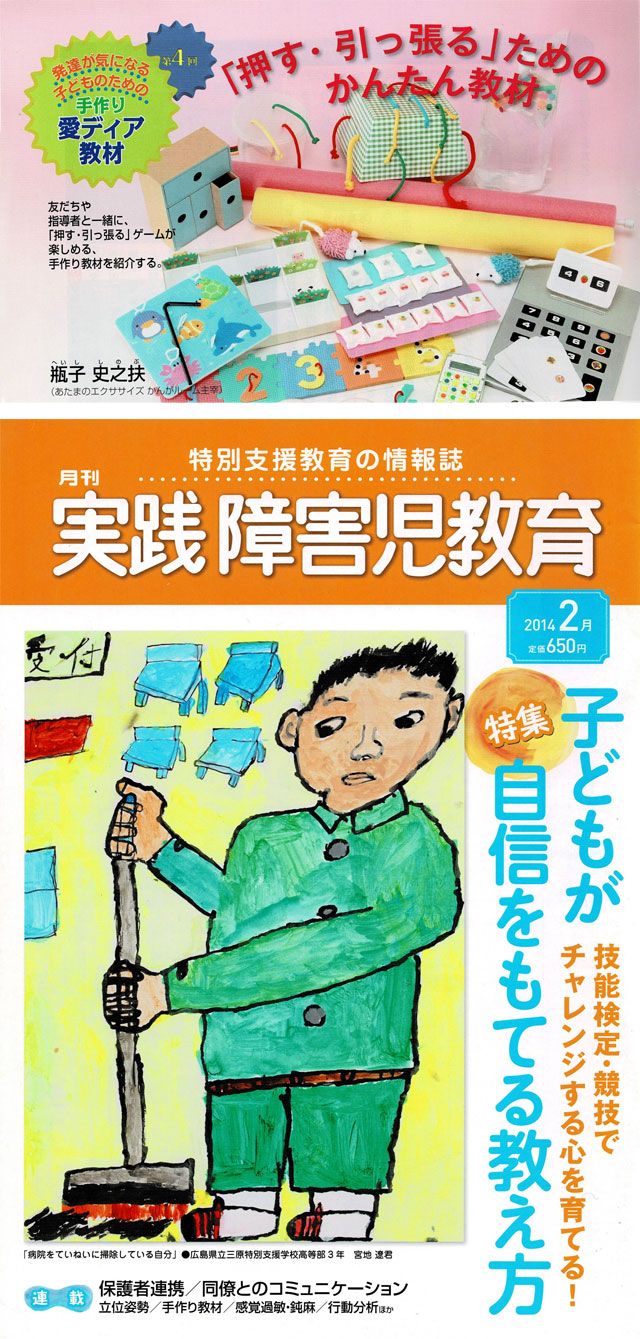 発達が気になる
子どものための
手作り
愛ディア
教材
第4回
「押す・引っ張る」ための
かんたん教材
友だちや
指導者と一緒に、
「押す・引っ張る」ゲームが
楽しめる、
手作り教材を紹介する。
へいし しのぶ
瓶子 史之扶
(あたまのエクササイズ かんがルーム主宰)
4 6
2 3
特別支援教育の情報誌
月刊
実践 障害児教育
2014 2月
定価650円
特集
子どもが
自信をもてる教え方
技能検定・競技で
チャレンジする心を育てる!
受付
「病院をていねいに掃除している自分」●広島県立三原特別支援学校高等部3年 宮地 遼君
連載
保護者連携/同僚とのコミュニケーション
立位姿勢/手作り教材/感覚過敏・鈍麻/行動分析ほか